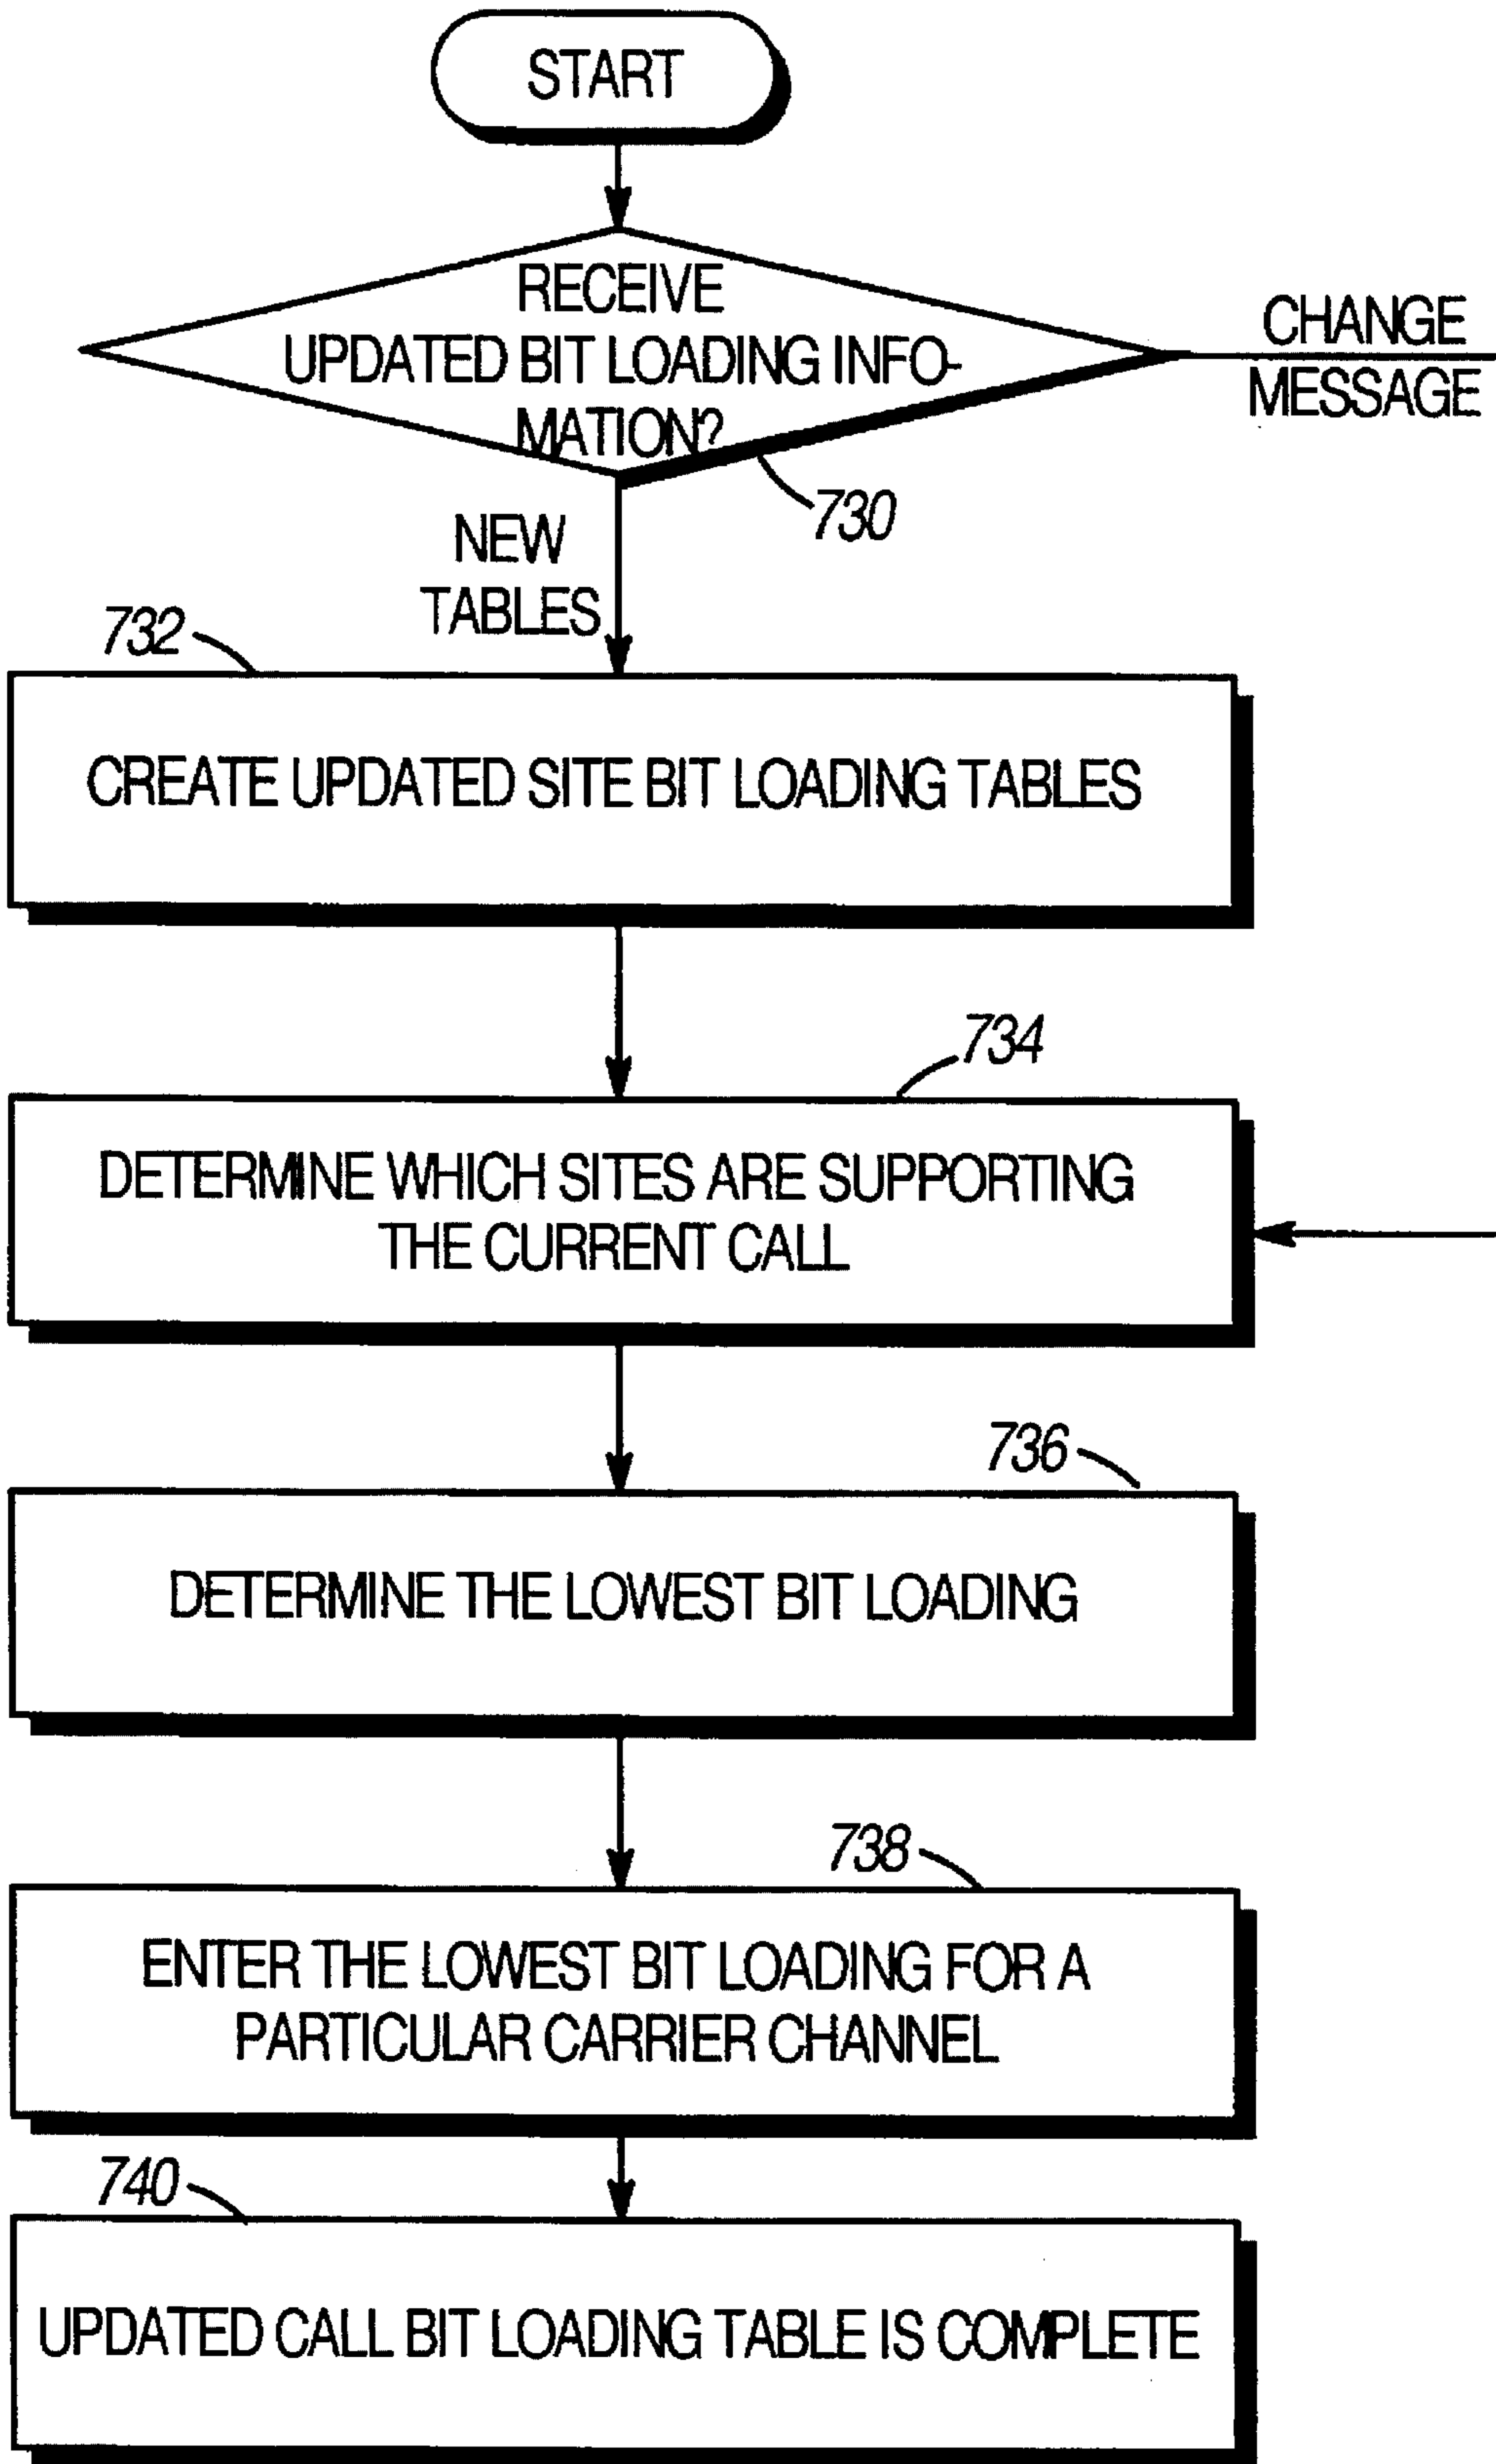 START
RECEIVE
UPDATED BIT LOADING INFO-
MATION?
CHANGE
MESSAGE
730
NEW
TABLES
732
CREATE UPDATED SITE BIT LOADING TABLES
734
DETERMINE WHICH SITES ARE SUPPORTING
THE CURRENT CALL
736
DETERMINE THE LOWEST BIT LOADING
738
ENTER THE LOWEST BIT LOADING FOR A
PARTICULAR CARRIER CHANNEL
740
UPDATED CALL BIT LOADING TABLE IS COMPLETE